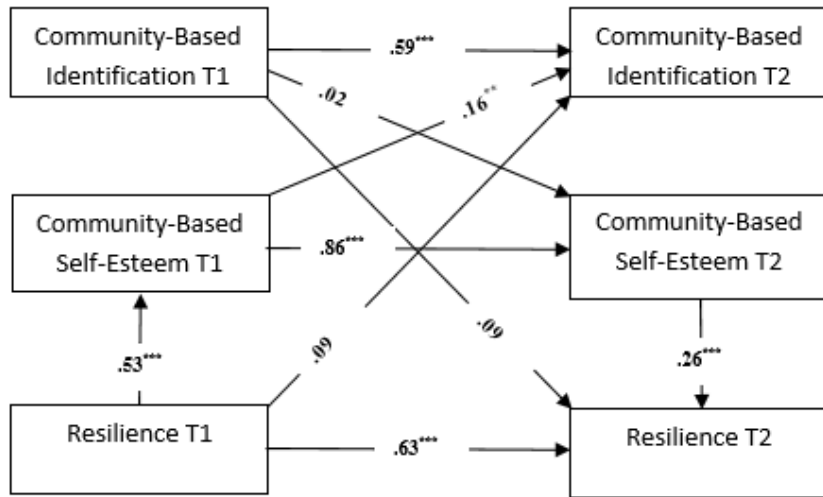 Community-Based
Identification T1
.59***
Community-Based
Identification T2
.02
.16**
Community-Based
Self-Esteem T1
.86***
Community-Based
Self-Esteem T2
.53***
.09
.09
.26***
Resilience T1
.63***
Resilience T2